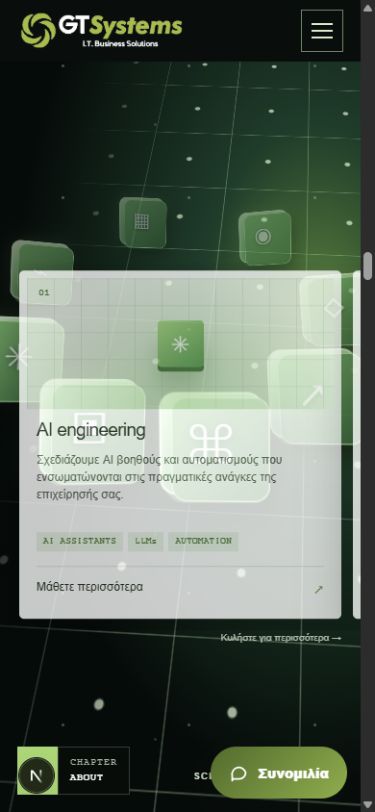 GTSystems
I.T. Business Solutions
01
AI engineering
Σχεδιάζουμε AI βοηθούς και αυτοματισμούς που
ενσωματώνονται στις πραγματικές ανάγκες της
επιχείρησής σας.
AI ASSISTANTS LLMs AUTOMATION
Μάθετε περισσότερα ↗
Κυλήστε για περισσότερα →
N
CHAPTER
ABOUT
Συνομιλία